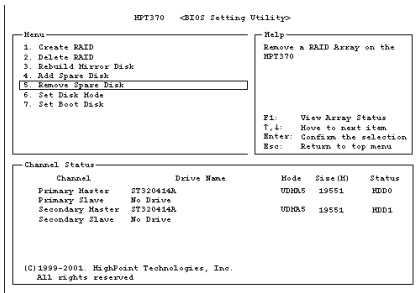 HPT370 <BIOS Setting Utility>
Menu
1. Create RAID
2. Delete RAID
3. Rebuild Mirror Disk
4. Add Spare Disk
5. Remove Spare Disk
6. Set Disk Mode
7. Set Boot Disk
Help
Remove a RAID Array on the
HPT370
F1: View Array Status
↑,↓: Move to next item
Enter: Confirm the selection
Esc: Return to top menu
Channel Status
Channel Drive Name Mode Size(M) Status
Primary Master ST320414A UDMA5 19551 HDD0
Primary Slave No Drive
Secondary Master ST320414A UDMA5 19551 HDD1
Secondary Slave No Drive
(C)1999-2001. HighPoint Technologies, Inc.
All rights reserved